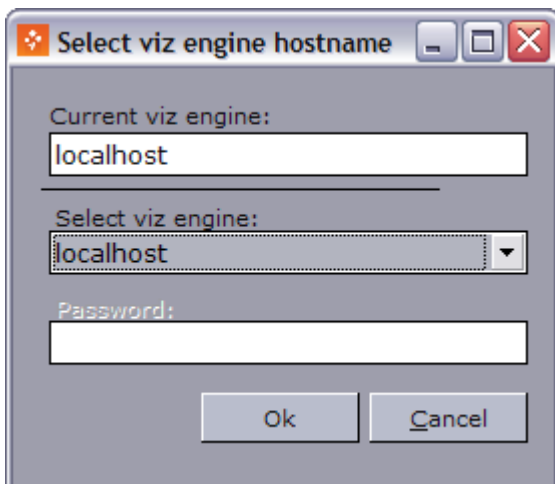 Select viz engine hostname
Current viz engine:
localhost
Select viz engine:
localhost
Password:
Ok Cancel